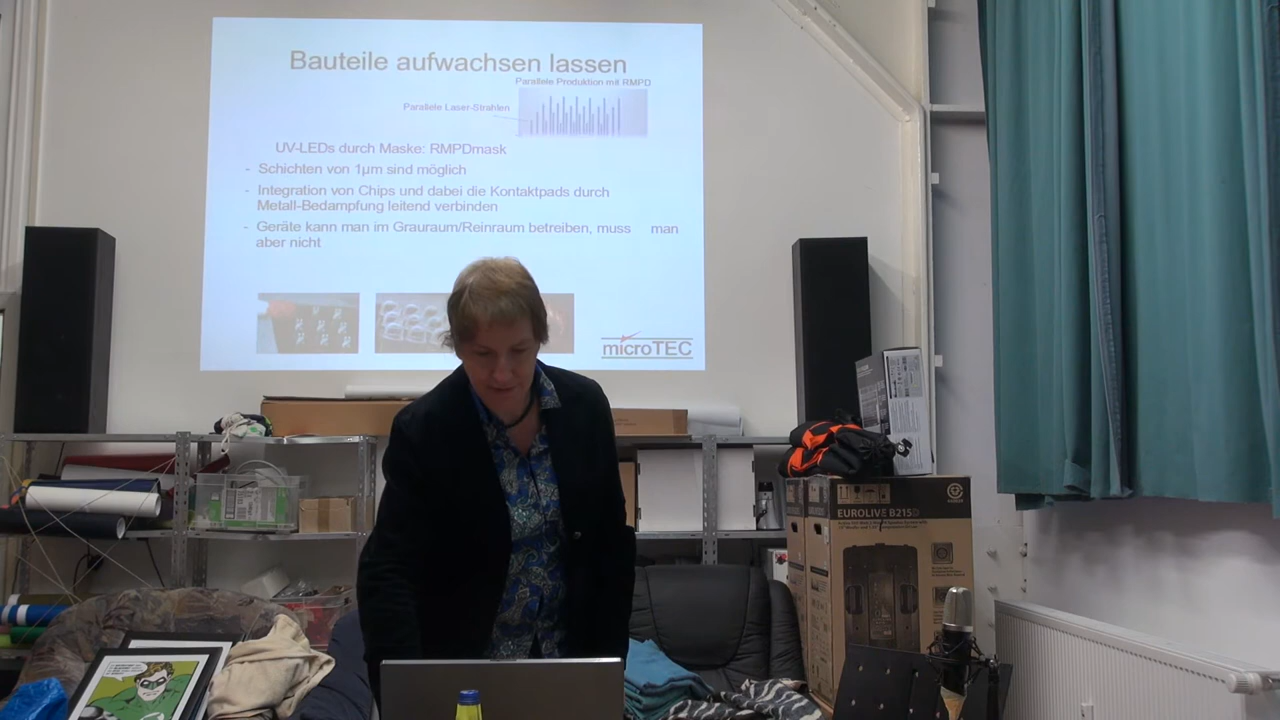 Bauteile aufwachsen lassen
Parallele Produktion mit RMPD
Parallele Laser-Strahlen
UV-LEDs durch Maske: RMPDmask
- Schichten von 1µm sind möglich
- Integration von Chips und dabei die Kontaktpads durch
Metall-Bedampfung leitend verbinden
- Geräte kann man im Grauraum/Reinraum betreiben, muss man
aber nicht
microTEC
EUROLIVE B215D